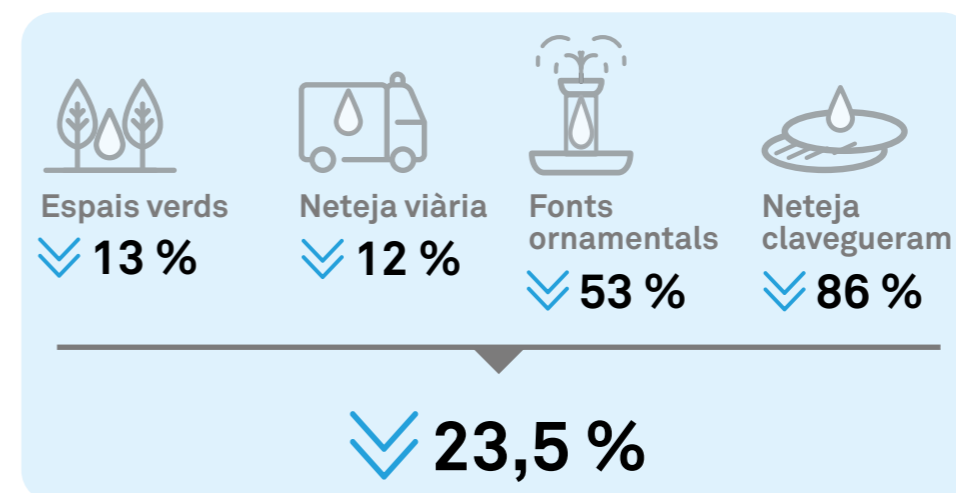 Espais verds
13 %
Neteja viària
12 %
Fonts
ornamentals
53 %
Neteja
clavegueram
86 %
23,5 %